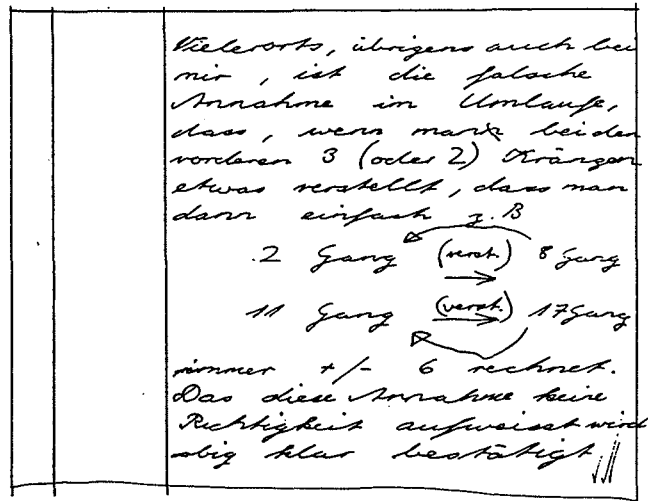 Vielerorts, übrigens auch bei
mir, ist die falsche
Annahme im Umlaufe,
dass, wenn man bei den
vorderen 3 (oder 2) Kränzen
etwas verstellt, dass man
dann einfach z.B
2 Gang (verst.) 8 Gang
11 Gang (verst.) 17 Gang
immer +/- 6 rechnet.
Das diese Annahme keine
Richtigkeit aufweisst wird
obig klar bestätigt